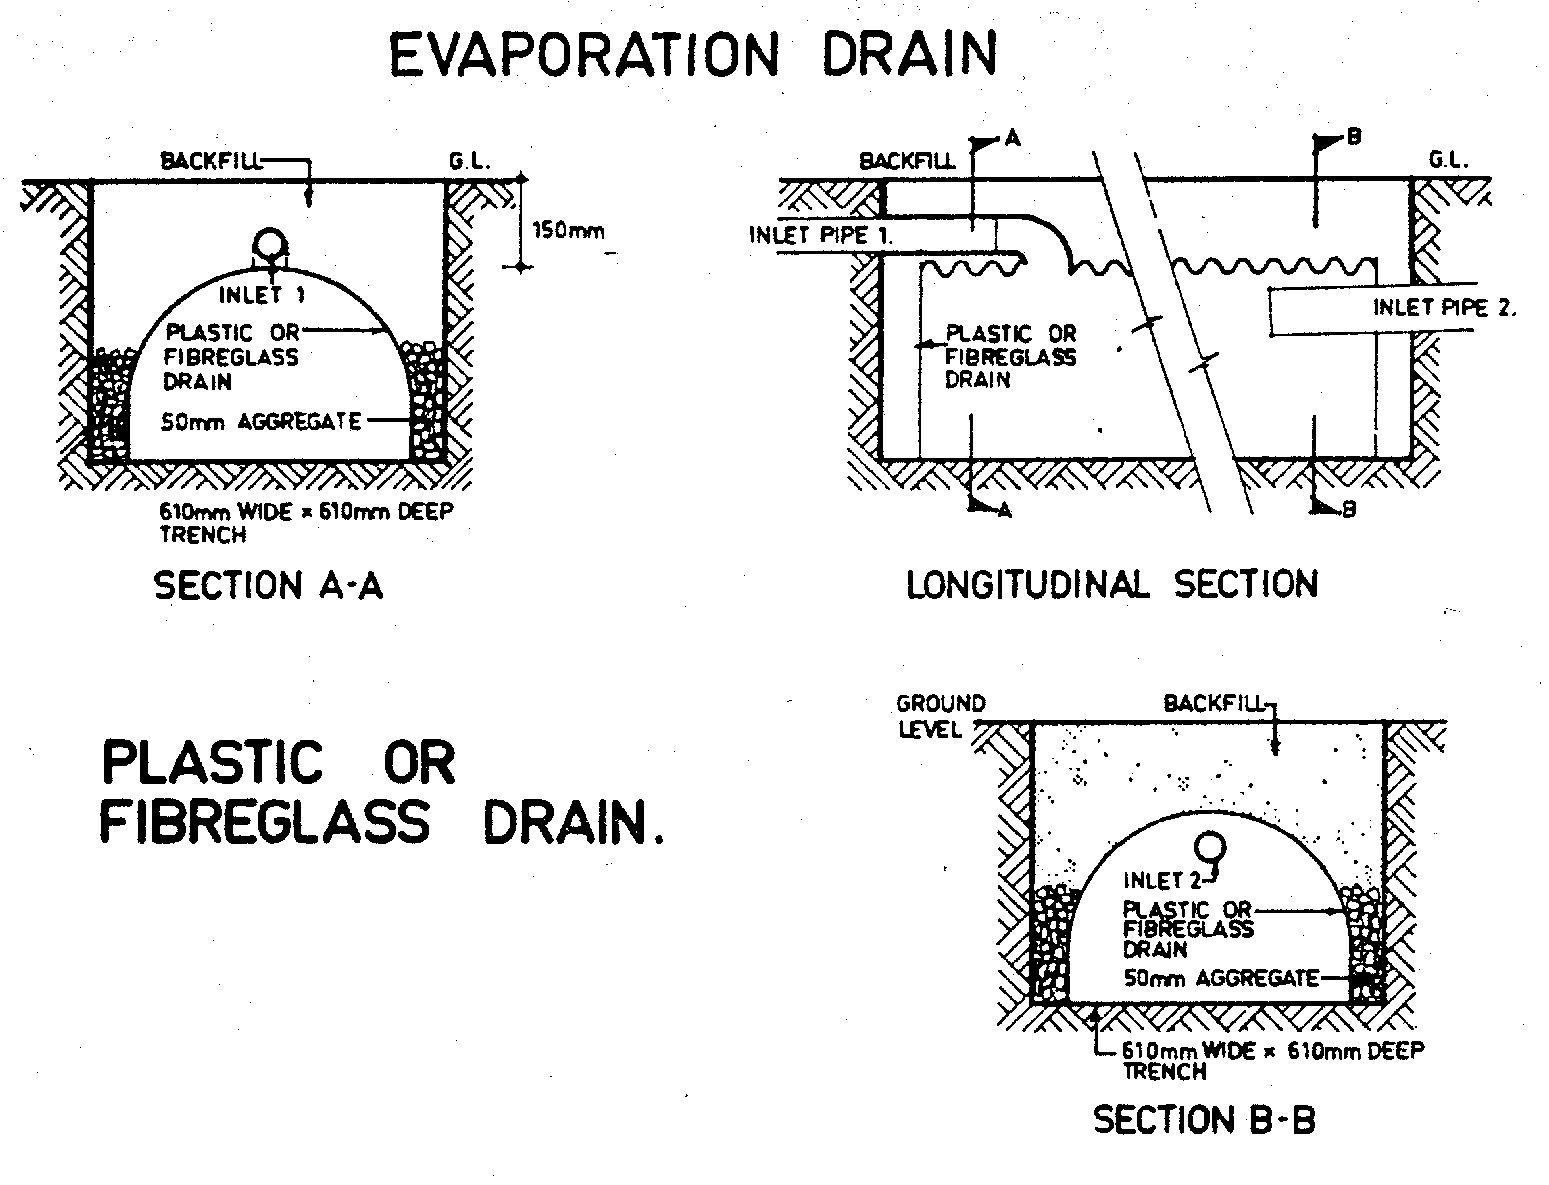 EVAPORATION DRAIN
BACKFILL
G.L.
150mm
INLET 1
PLASTIC OR
FIBREGLASS
DRAIN
50mm AGGREGATE
610mm WIDE x 610mm DEEP
TRENCH
SECTION A-A
A
B
BACKFILL
G.L.
INLET PIPE 1.
INLET PIPE 2.
PLASTIC OR
FIBREGLASS
DRAIN
A
B
LONGITUDINAL SECTION
PLASTIC OR
FIBREGLASS DRAIN.
GROUND
LEVEL
BACKFILL
INLET 2
PLASTIC OR
FIBREGLASS
DRAIN
50mm AGGREGATE
610mm WIDE x 610mm DEEP
TRENCH
SECTION B-B